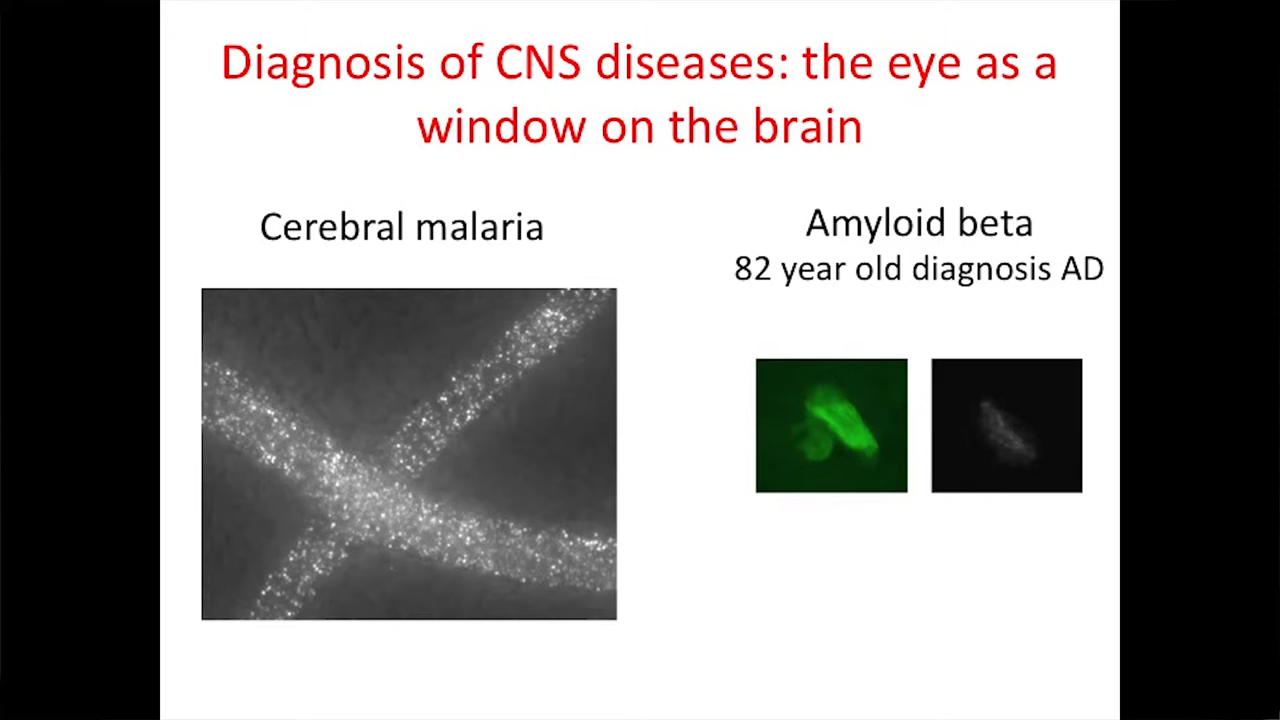 Diagnosis of CNS diseases: the eye as a
window on the brain
Cerebral malaria
Amyloid beta
82 year old diagnosis AD